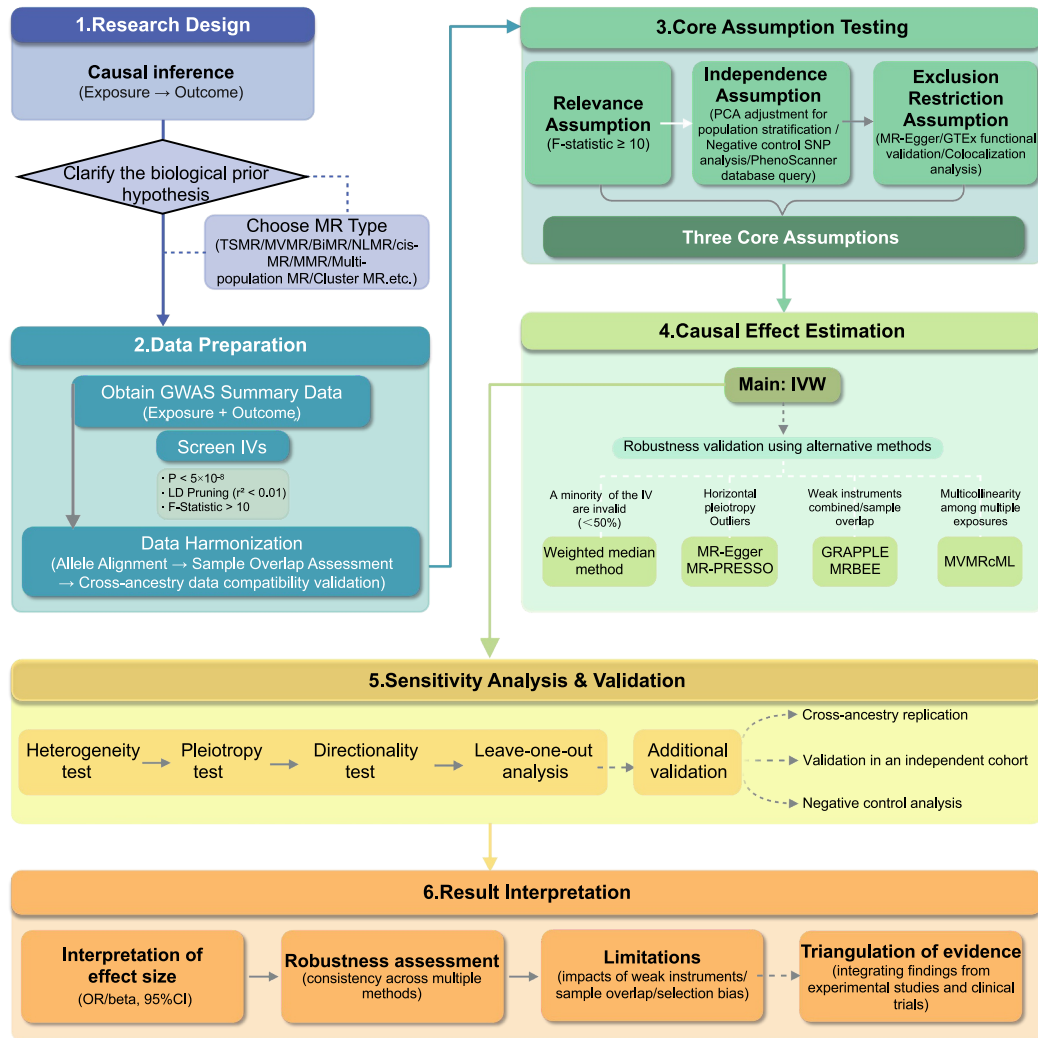 1.Research Design
Causal inference
(Exposure → Outcome)
Clarify the biological prior
hypothesis
Choose MR Type
(TSMR/MVMR/BiMR/NLMR/cis-
MR/MMR/Multi-
population MR/Cluster MR.etc.)
2.Data Preparation
Obtain GWAS Summary Data
(Exposure + Outcome)
Screen IVs
· P < 5×10⁻⁸
· LD Pruning (r² < 0.01)
· F-Statistic > 10
Data Harmonization
(Allele Alignment → Sample Overlap Assessment
→ Cross-ancestry data compatibility validation)
3.Core Assumption Testing
Relevance
Assumption
(F-statistic ≥ 10)
Independence
Assumption
(PCA adjustment for
population stratification /
Negative control SNP
analysis/PhenoScanner
database query)
Exclusion
Restriction
Assumption
(MR-Egger/GTEx functional
validation/Colocalization
analysis)
Three Core Assumptions
4.Causal Effect Estimation
Main: IVW
Robustness validation using alternative methods
A minority of the IV
are invalid
(<50%)
Weighted median
method
Horizontal
pleiotropy
Outliers
MR-Egger
MR-PRESSO
Weak instruments
combined/sample
overlap
GRAPPLE
MRBEE
Multicollinarity
among multiple
exposures
MVMRcML
5.Sensitivity Analysis & Validation
Heterogeneity
test
Pleiotropy
test
Directionality
test
Leave-one-out
analysis
Additional
validation
Cross-ancestry replication
Validation in an independent cohort
Negative control analysis
6.Result Interpretation
Interpretation of
effect size
(OR/beta, 95%CI)
Robustness assessment
(consistency across multiple
methods)
Limitations
(impacts of weak instruments/
sample overlap/selection bias)
Triangulation of evidence
(integrating findings from
experimental studies and clinical
trials)